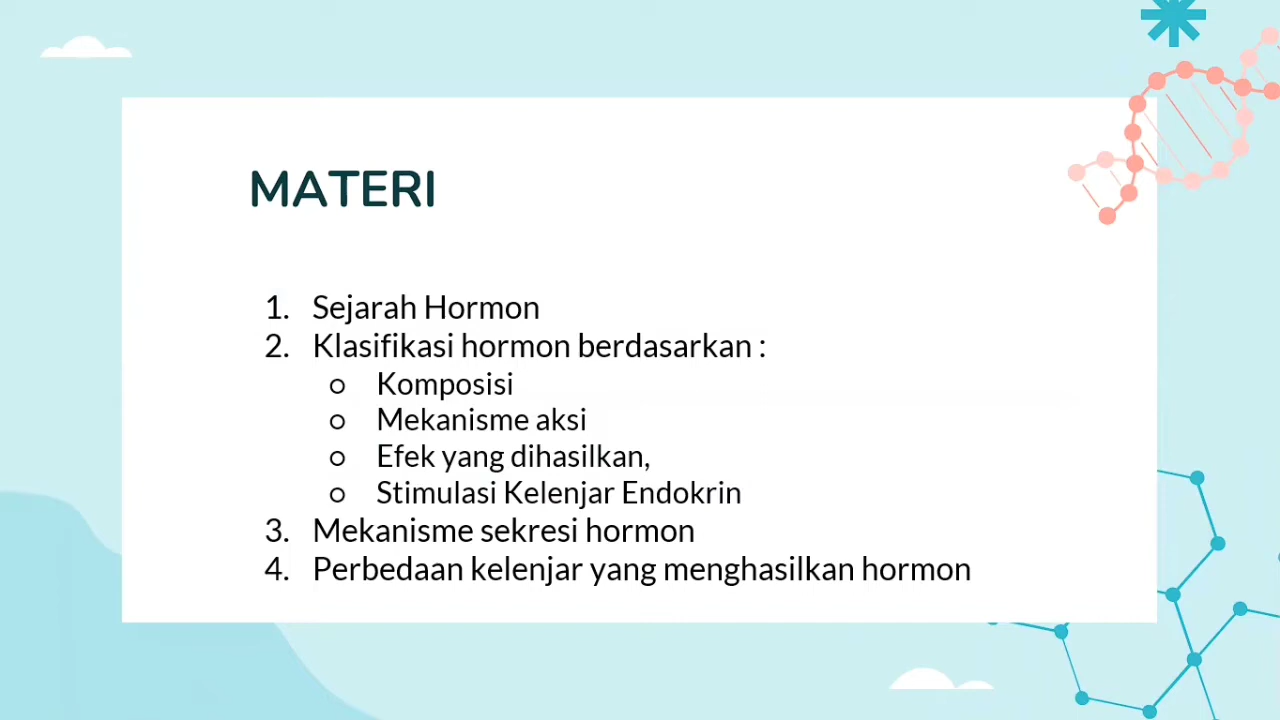 MATERI
1. Sejarah Hormon
2. Klasifikasi hormon berdasarkan :
○ Komposisi
○ Mekanisme aksi
○ Efek yang dihasilkan,
○ Stimulasi Kelenjar Endokrin
3. Mekanisme sekresi hormon
4. Perbedaan kelenjar yang menghasilkan hormon